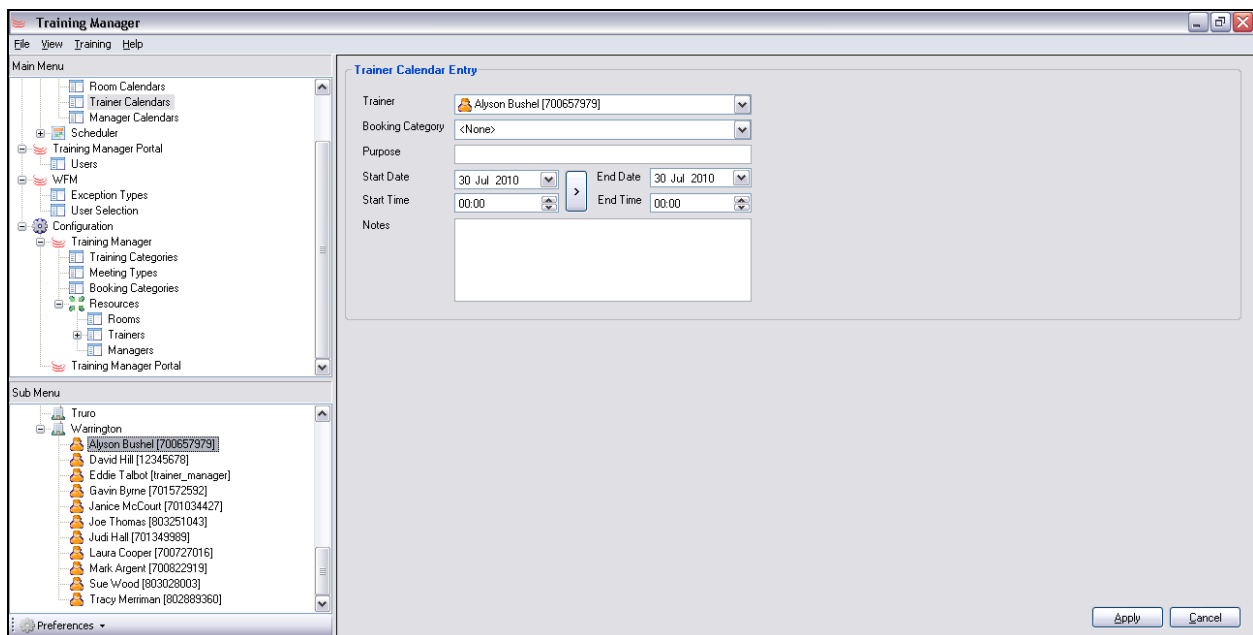 Training Manager
File View Training Help
Main Menu
Room Calendars
Trainer Calendars
Manager Calendars
Scheduler
Training Manager Portal
Users
WFM
Exception Types
User Selection
Configuration
Training Manager
Training Categories
Meeting Types
Booking Categories
Resources
Rooms
Trainers
Managers
Training Manager Portal
Sub Menu
Truro
Warrington
Alyson Bushel [700657979]
David Hill [12345678]
Eddie Talbot [trainer_manager]
Gavin Byrne [701572592]
Janice McCourt [701034427]
Joe Thomas [803251043]
Judi Hall [701349989]
Laura Cooper [700727016]
Mark Argent [700822919]
Sue Wood [803028003]
Tracy Merriman [802889360]
Preferences
Trainer Calendar Entry
Trainer Alyson Bushel [700657979]
Booking Category <None>
Purpose
Start Date 30 Jul 2010 > End Date 30 Jul 2010
Start Time 00:00 End Time 00:00
Notes
Apply Cancel